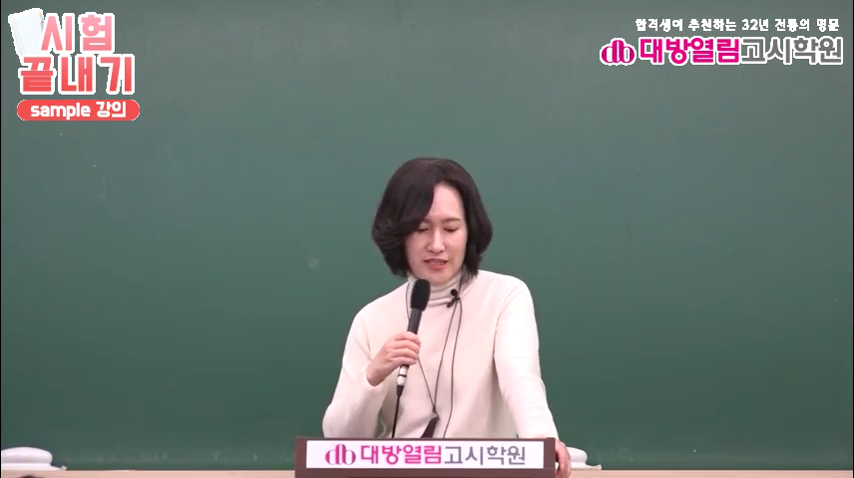 시험
끝내기
sample 강의
합격생이 추천하는 32년 전통의 명문
db 대방열림고시학원
db 대방열림고시학원